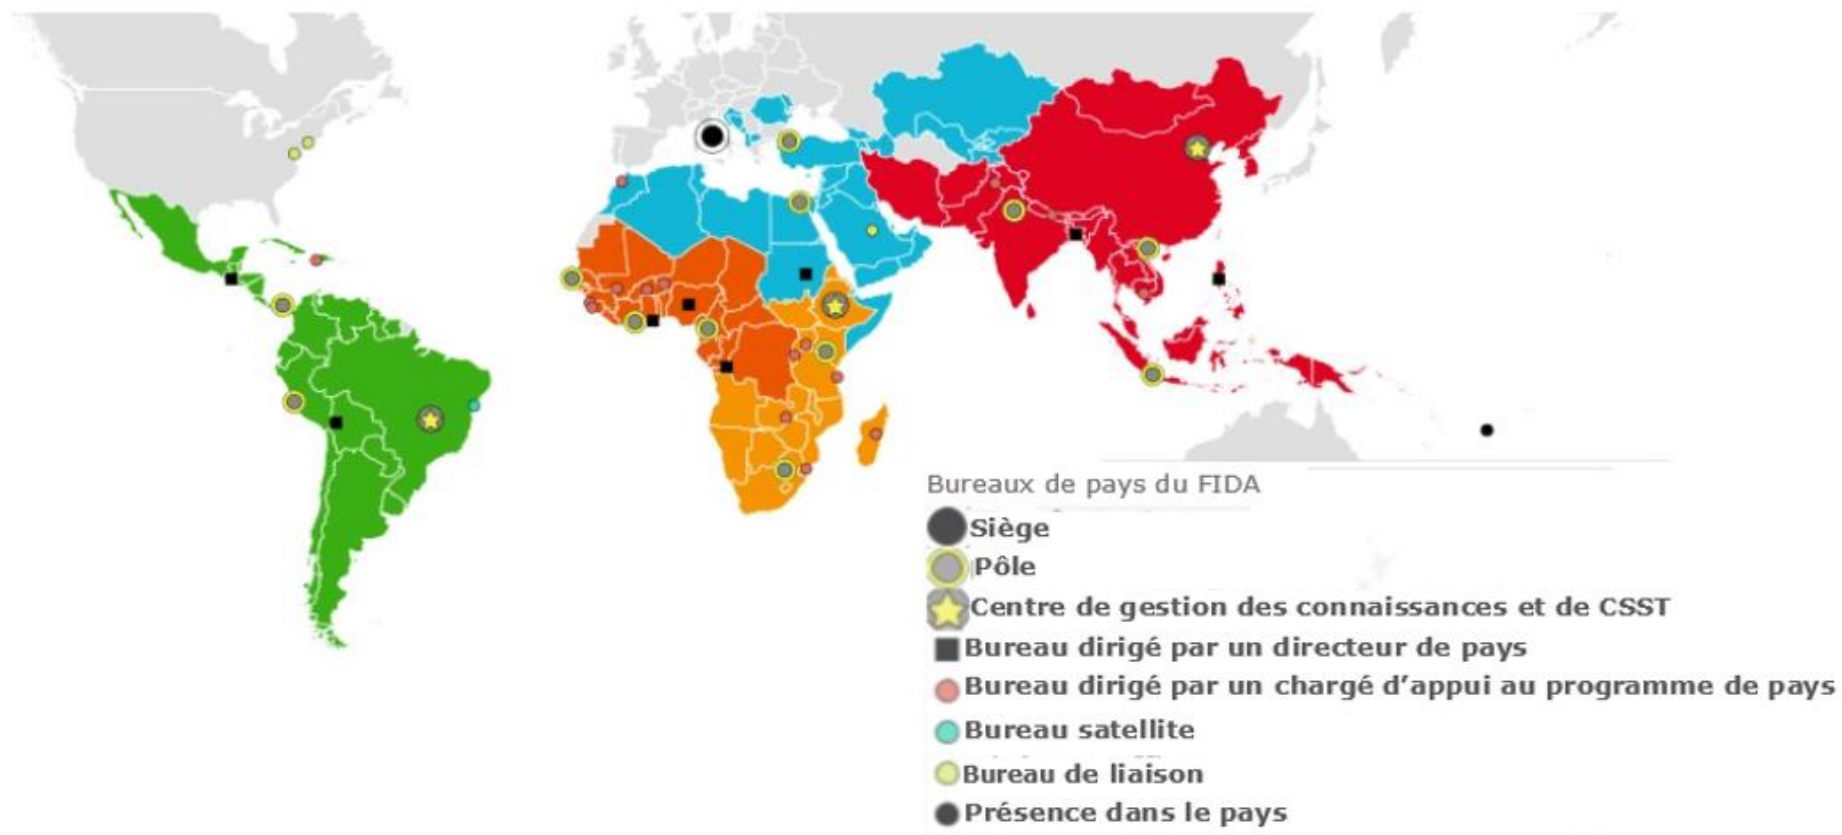 Bureaux de pays du FIDA
Siège
Pôle
Centre de gestion des connaissances et de CSST
Bureau dirigé par un directeur de pays
Bureau dirigé par un chargé d’appui au programme de pays
Bureau satellite
Bureau de liaison
Présence dans le pays